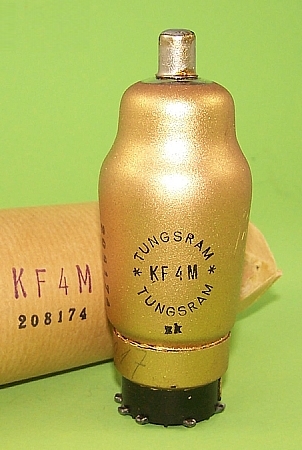 TUNGSRAM
* KF4M *
TUNGSRAM
KF4M
208174